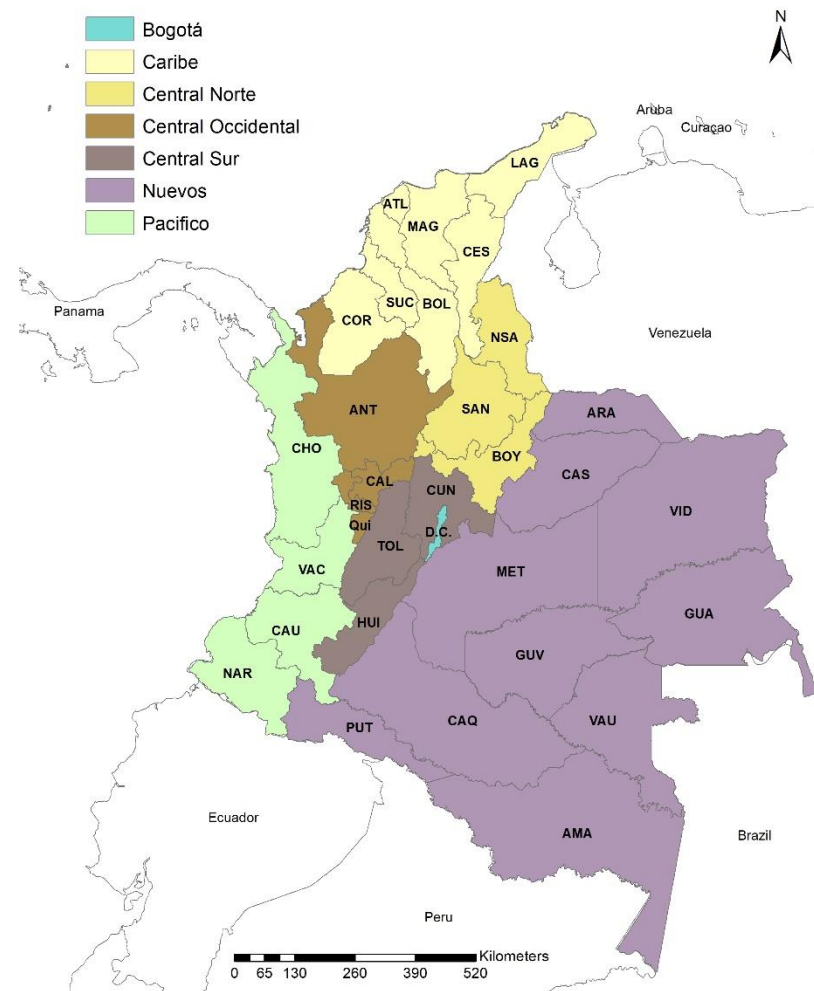 N
Bogotá
Caribe
Central Norte
Central Occidental
Central Sur
Nuevos
Pacifico
Aruba
Curaçao
LAG
ATL
MAG
CES
SUC
BOL
COR
Panama
Venezuela
NSA
ANT
SAN
ARA
CHO
BOY
CAS
CAL
CUN
RIS
VID
Qui
D.C.
TOL
VAC
MET
GUA
HUI
CAU
GUV
NAR
CAQ
VAU
PUT
Ecuador
AMA
Brazil
Peru
Kilometers
0 65 130 260 390 520